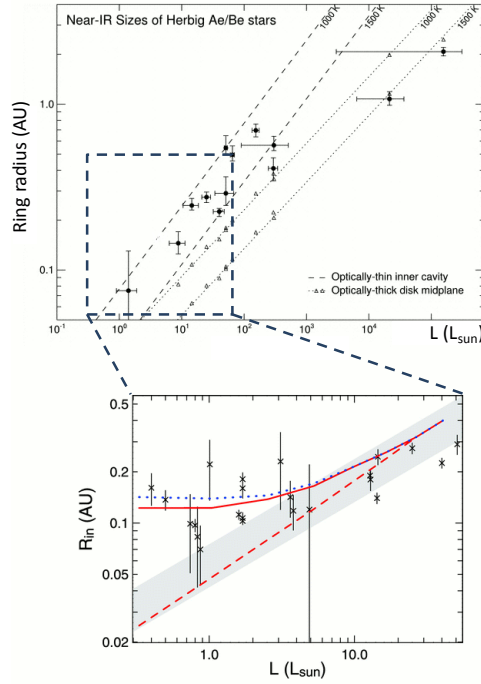 Near-IR Sizes of Herbig Ae/Be stars
1000 K
1500 K
1000 K
1500 K
Ring radius (AU)
1.0
0.1
Optically-thin inner cavity
Optically-thick disk midplane
10-1
100
101
102
103
104
105
L (Lsun)
0.5
0.2
0.1
0.05
0.02
Rin (AU)
1.0
10.0
L (Lsun)